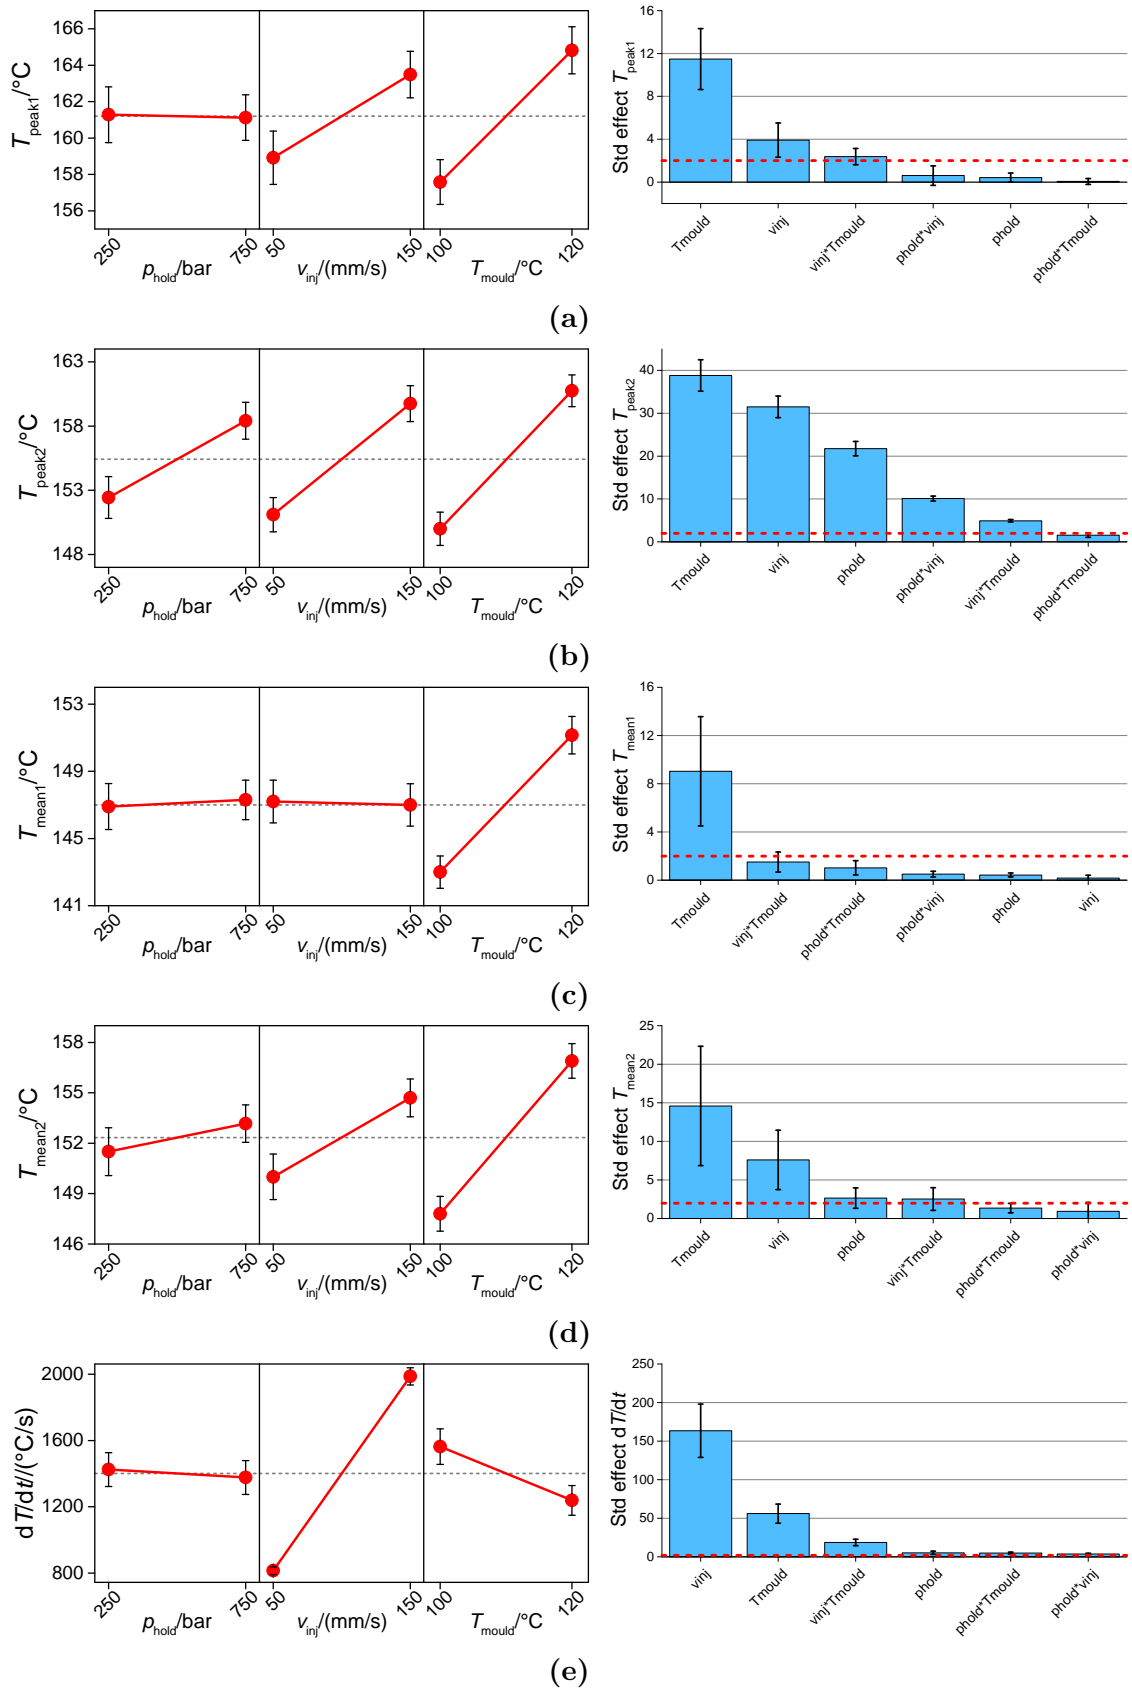 T_peak1/°C
166
164
162
160
158
156
250
750
50
150
100
120
p_hold/bar
v_inj/(mm/s)
T_mould/°C
Std effect T_peak1
16
12
8
4
0
Tmould
vinj
vinj*Tmould
phold*vinj
phold
phold*Tmould
(a)
T_peak2/°C
163
158
153
148
250
750
50
150
100
120
p_hold/bar
v_inj/(mm/s)
T_mould/°C
Std effect T_peak2
40
30
20
10
0
Tmould
vinj
phold
phold*vinj
vinj*Tmould
phold*Tmould
(b)
T_mean1/°C
153
149
145
141
250
750
50
150
100
120
p_hold/bar
v_inj/(mm/s)
T_mould/°C
Std effect T_mean1
16
12
8
4
0
Tmould
vinj*Tmould
phold*Tmould
phold*vinj
phold
vinj
(c)
T_mean2/°C
158
155
152
149
146
250
750
50
150
100
120
p_hold/bar
v_inj/(mm/s)
T_mould/°C
Std effect T_mean2
25
20
15
10
5
0
Tmould
vinj
phold
vinj*Tmould
phold*Tmould
phold*vinj
(d)
dT/dt/(°C/s)
2000
1600
1200
800
250
750
50
150
100
120
p_hold/bar
v_inj/(mm/s)
T_mould/°C
Std effect dT/dt
250
200
150
100
50
0
vinj
Tmould
vinj*Tmould
phold
phold*Tmould
phold*vinj
(e)